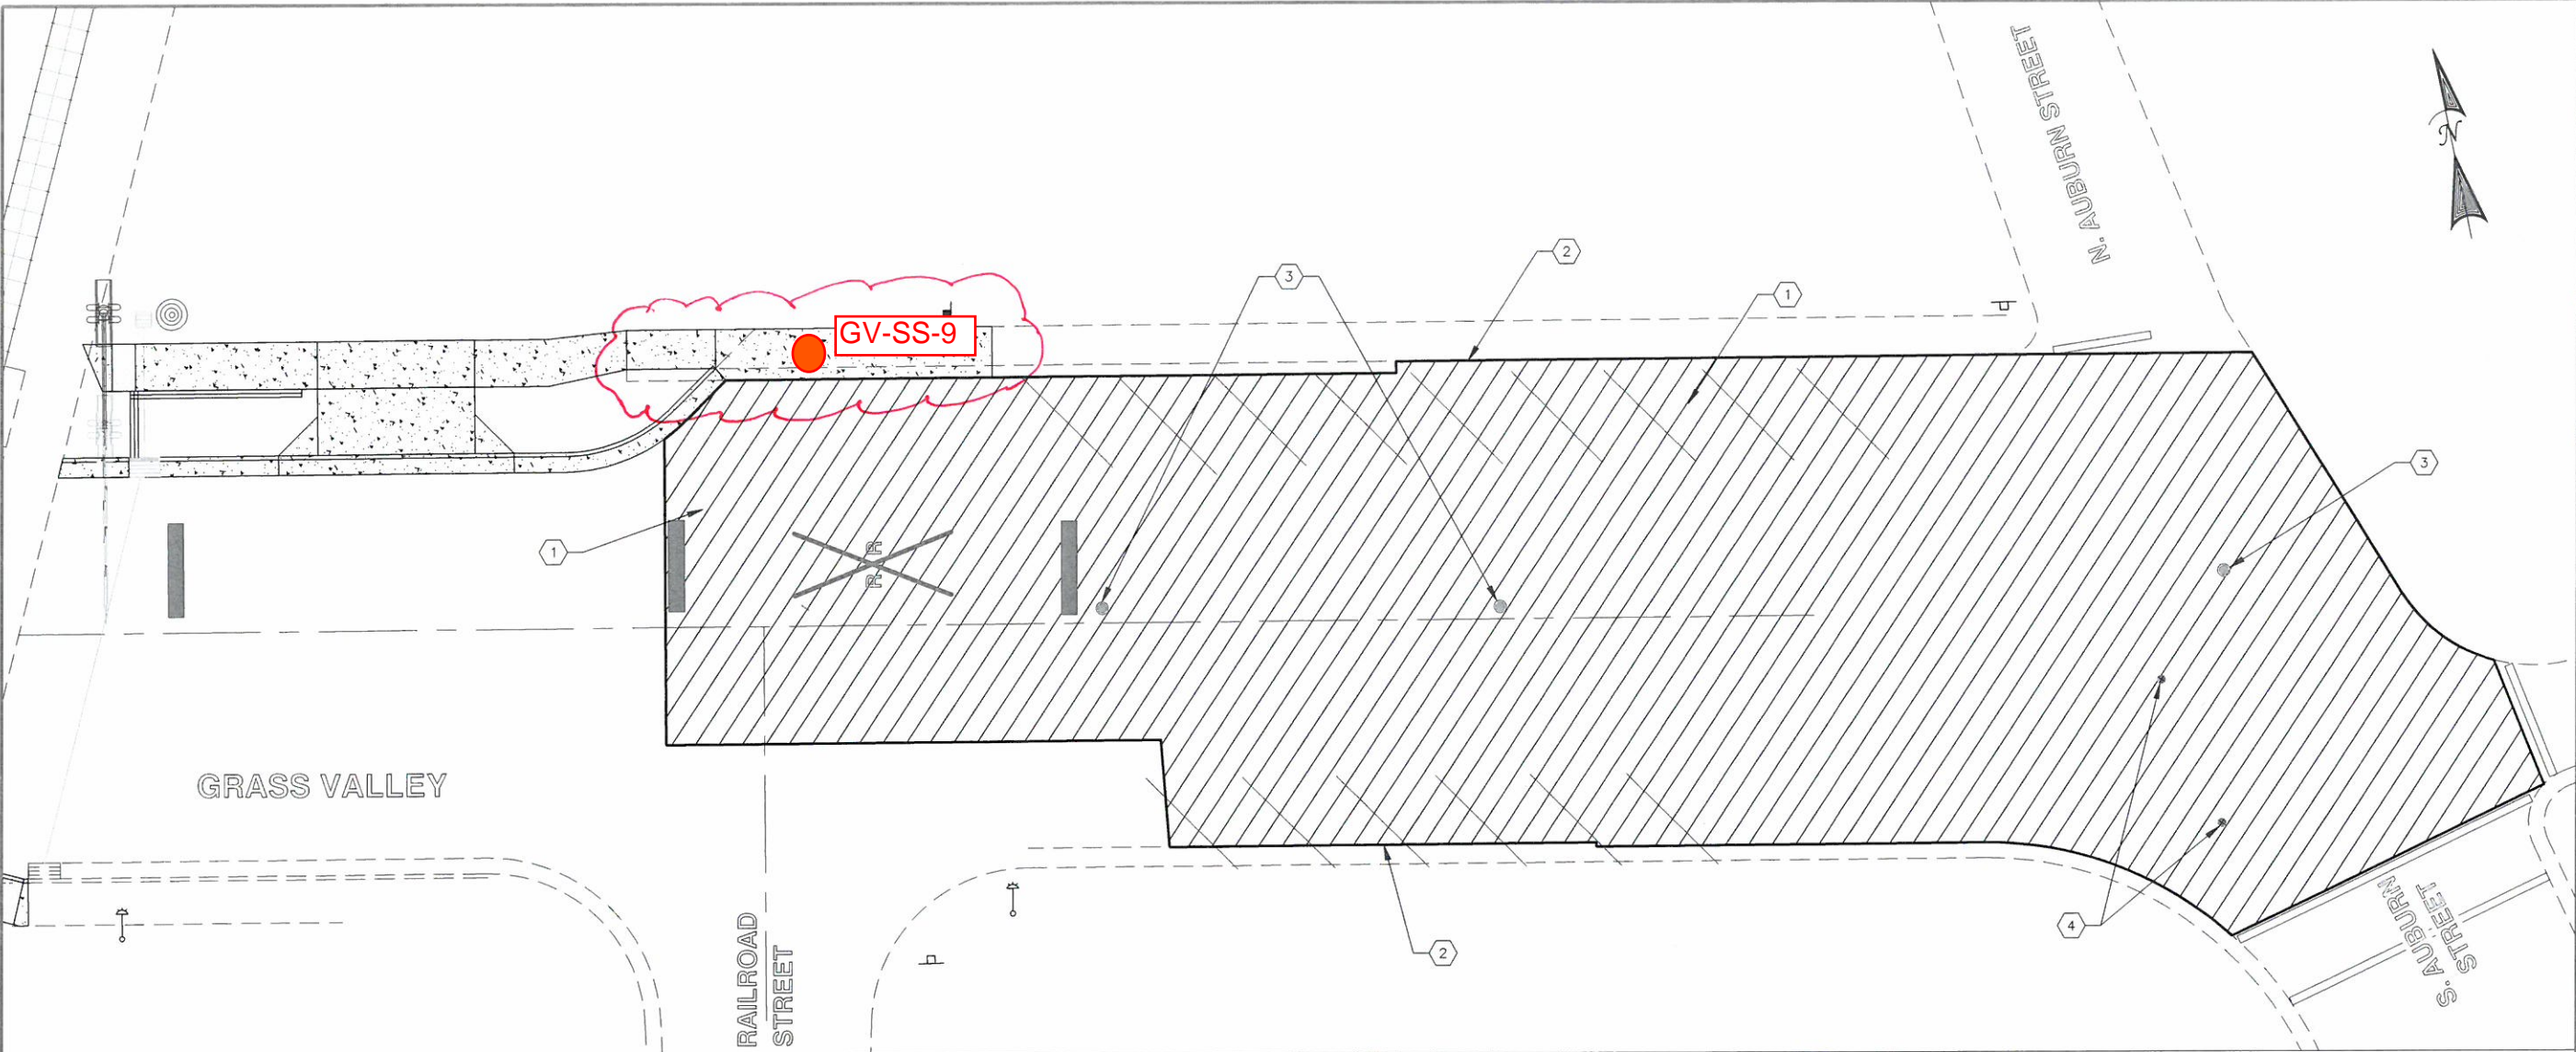 N. AUBURN STREET
N
2
3
1
GV-SS-9
3
1
R R
GRASS VALLEY
4
2
RAILROAD
STREET
S. AUBURN
STREET